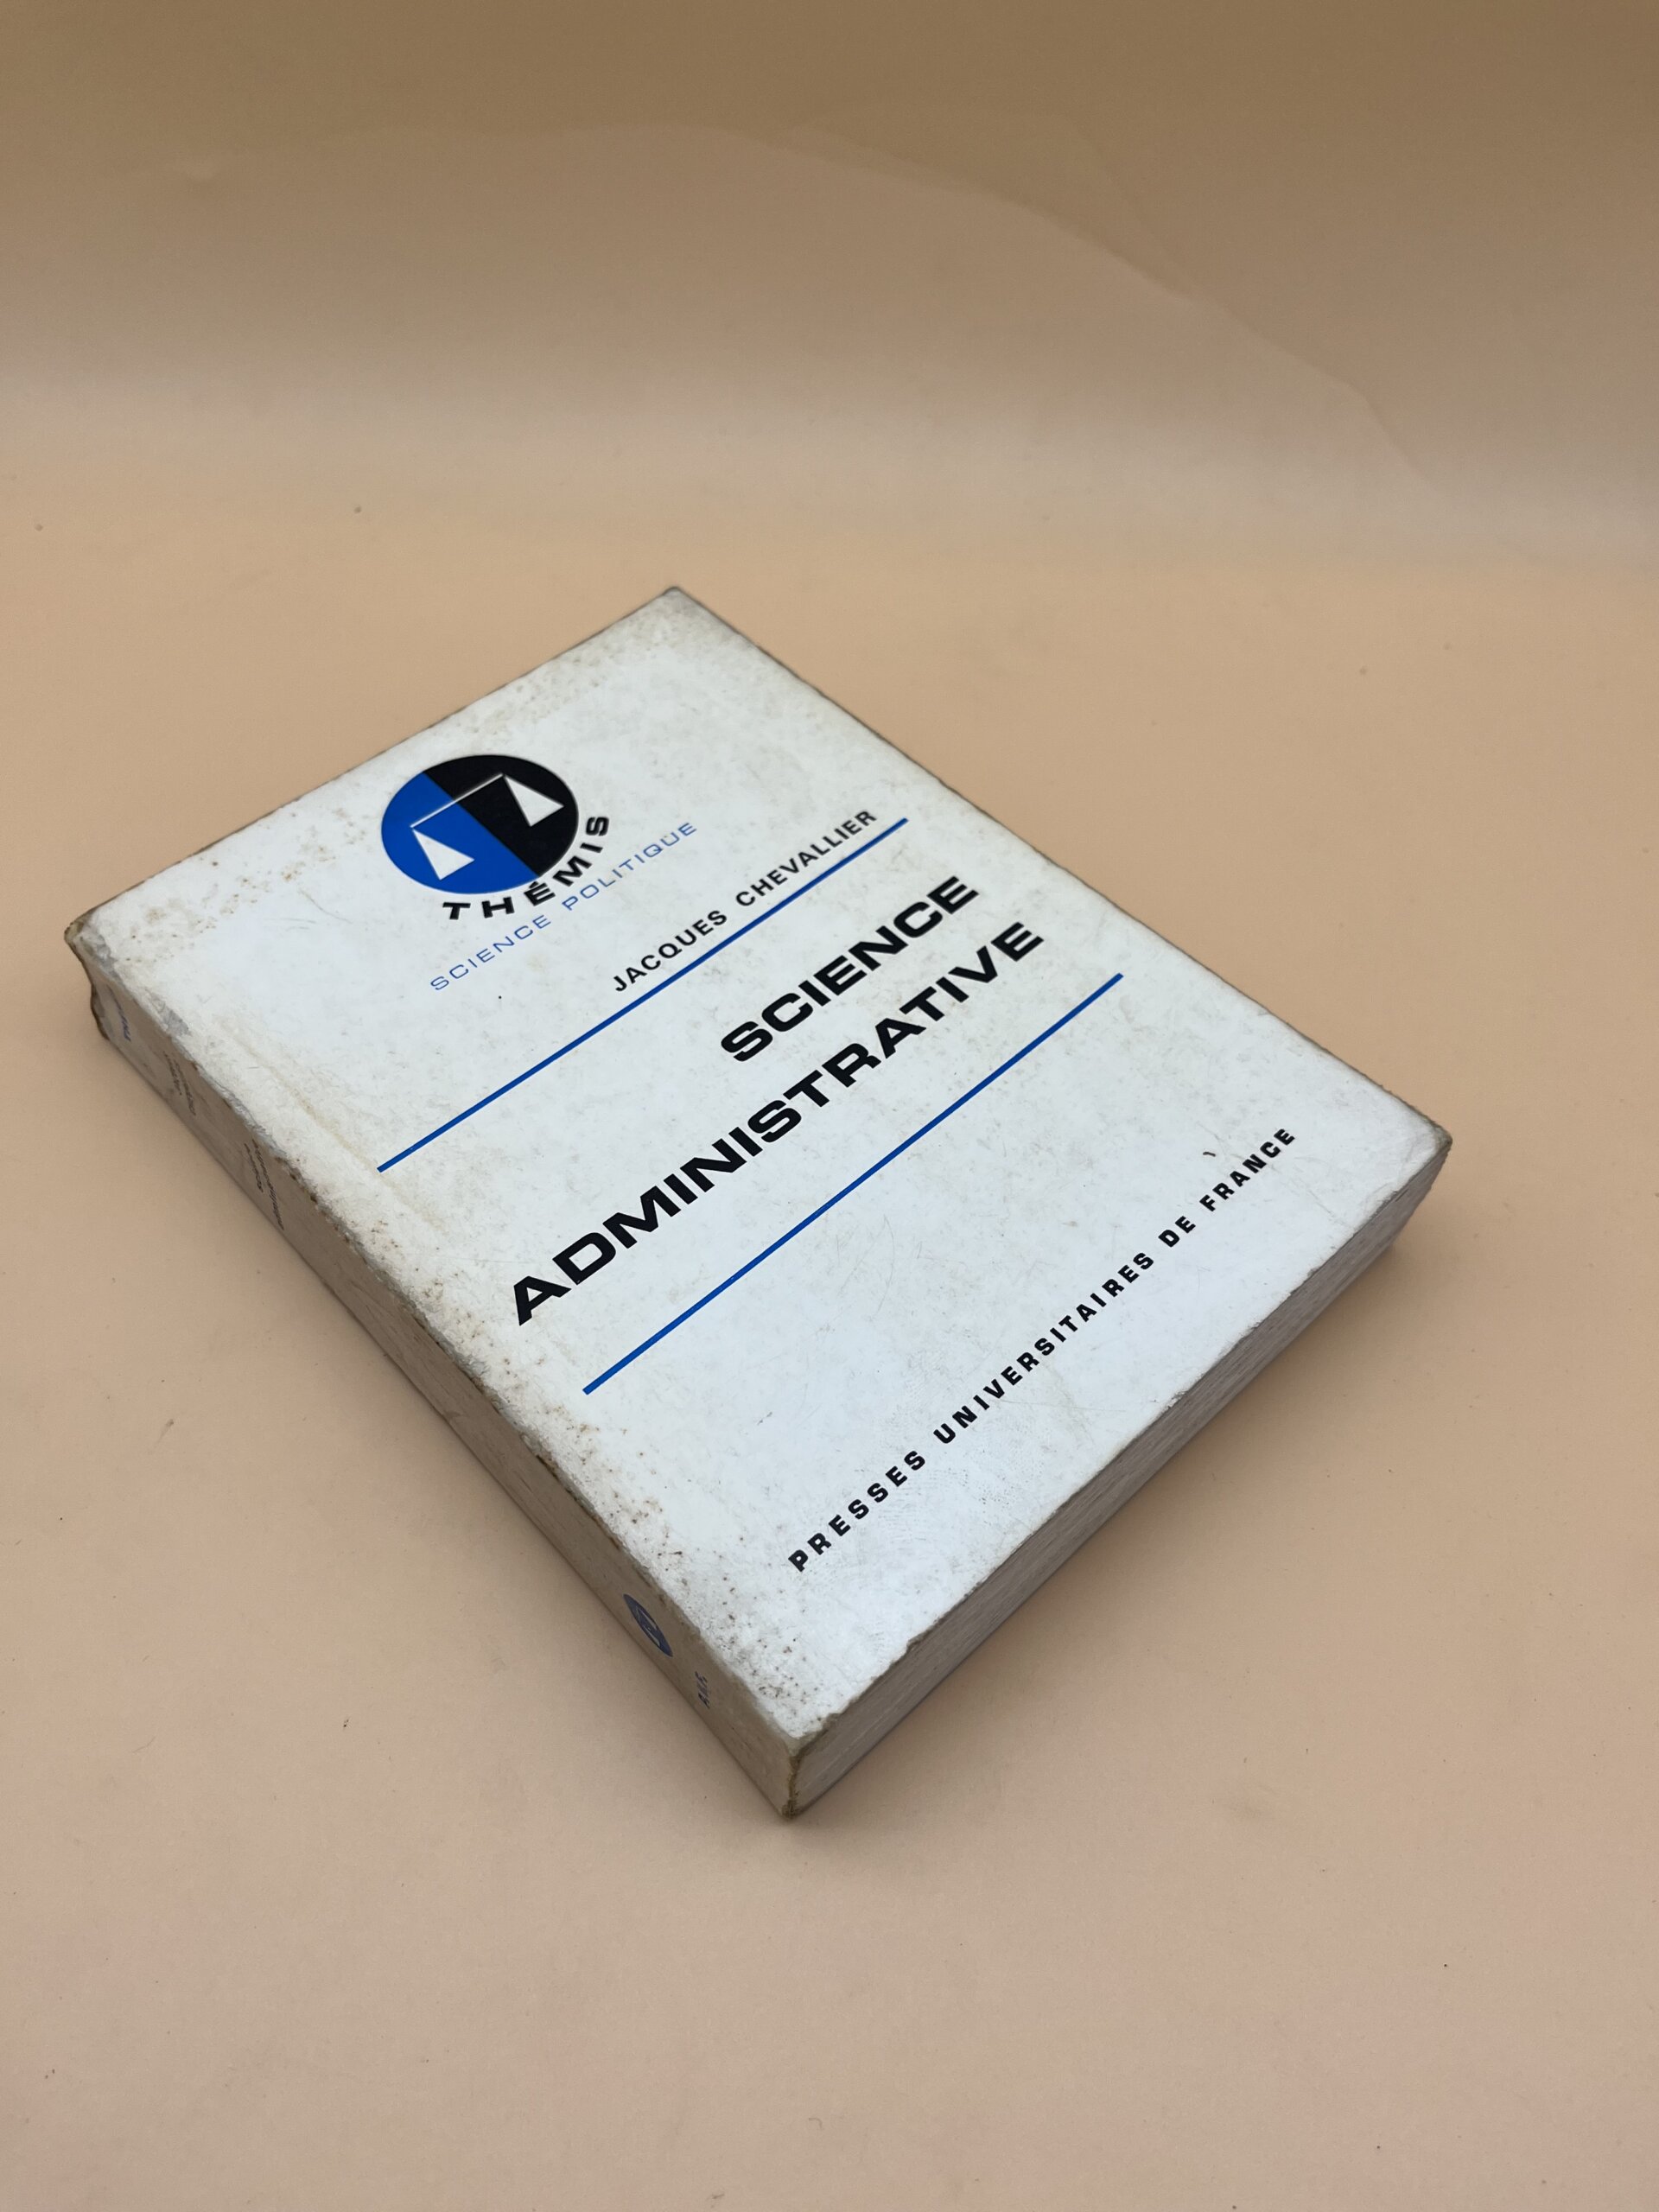 THÉMIS
SCIENCE POLITIQUE
JACQUES CHEVALLIER
SCIENCE
ADMINISTRATIVE
PRESSES UNIVERSITAIRES DE FRANCE
P.U.F.